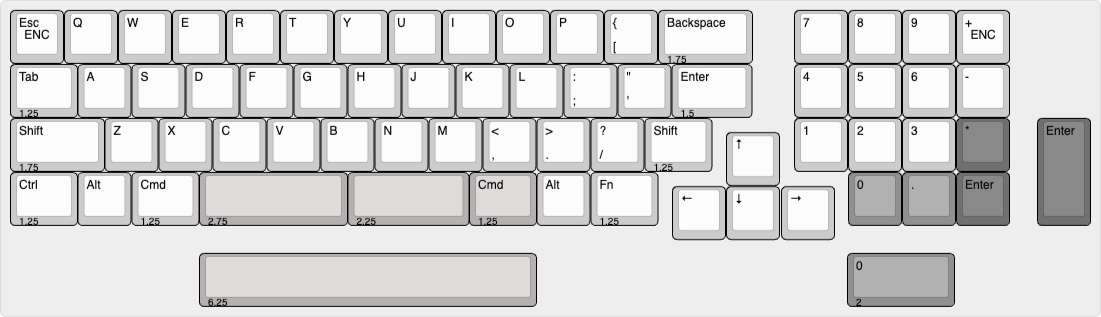 Esc Q W E R T Y U I O P { Backspace 7 8 9 +
ENC ENC
[
1.75
Tab A S D F G H J K L : " Enter 4 5 6 -
; '
1.25 1.5
Shift Z X C V B N M < > ? Shift 1 2 3 * Enter
↑
, . /
1.75 1.25
Ctrl Alt Cmd Cmd Alt Fn 0 . Enter
← ↓ →
1.25 1.25 2.75 2.25 1.25 1.25
0
6.25 2